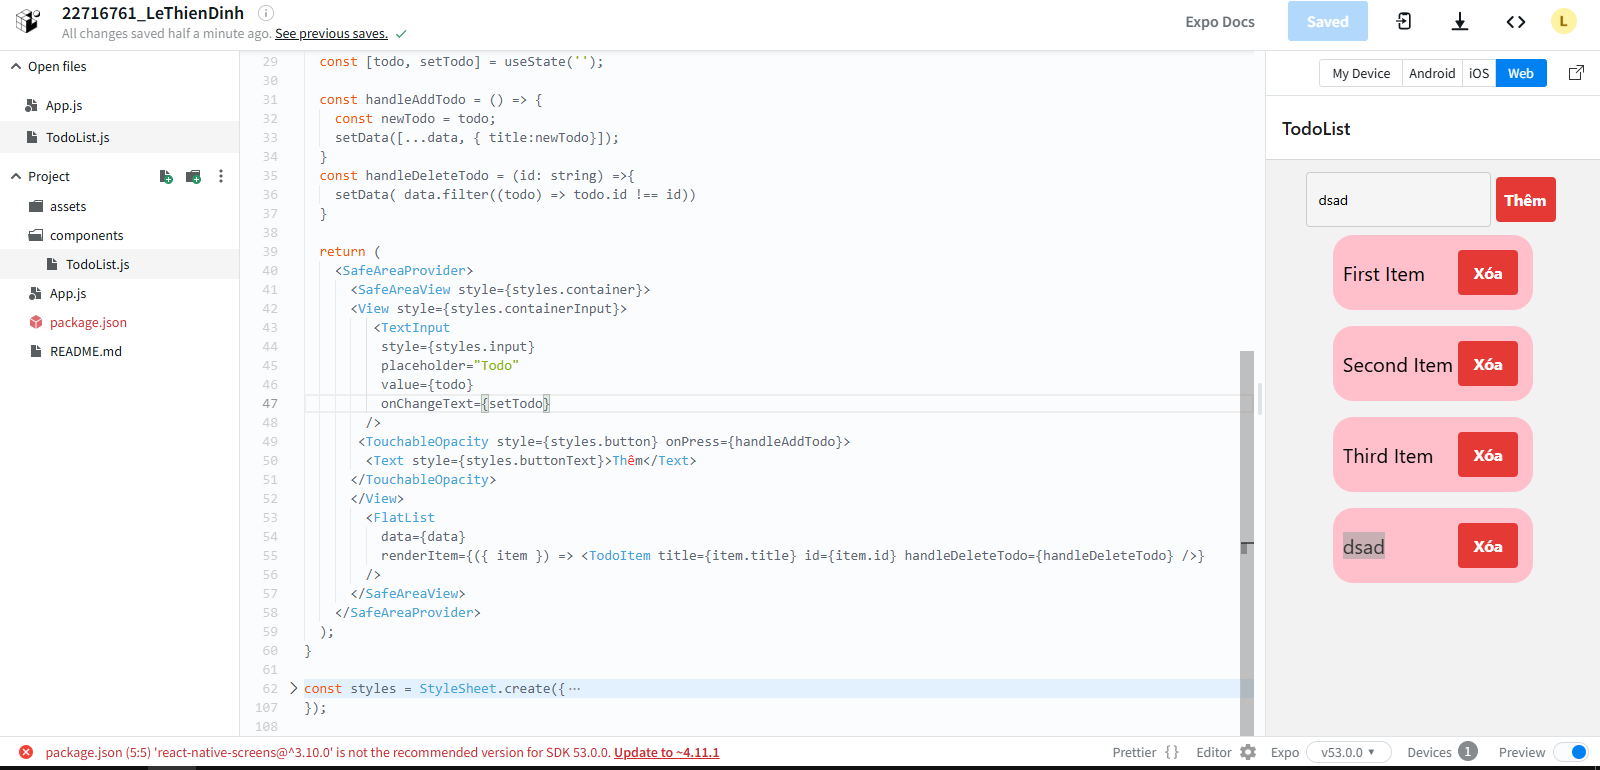 22716761_LeThienDinh
All changes saved half a minute ago. See previous saves.
Expo Docs
Saved
L
Open files
App.js
TodoList.js
Project
assets
components
TodoList.js
App.js
package.json
README.md
29 const [todo, setTodo] = useState('');
30
31 const handleAddTodo = () => {
32 const newTodo = todo;
33 setData([...data, { title:newTodo}]);
34 }
35 const handleDeleteTodo = (id: string) =>{
36 setData( data.filter((todo) => todo.id !== id))
37 }
38
39 return (
40 <SafeAreaProvider>
41 <SafeAreaView style={styles.container}>
42 <View style={styles.containerInput}>
43 <TextInput
44 style={styles.input}
45 placeholder="Todo"
46 value={todo}
47 onChangeText={setTodo}
48 />
49 <TouchableOpacity style={styles.button} onPress={handleAddTodo}>
50 <Text style={styles.buttonText}>Thêm</Text>
51 </TouchableOpacity>
52 </View>
53 <FlatList
54 data={data}
55 renderItem={({ item }) => <TodoItem title={item.title} id={item.id} handleDeleteTodo={handleDeleteTodo} />}
56 />
57 </SafeAreaView>
58 </SafeAreaProvider>
59 );
60 }
61
62 const styles = StyleSheet.create({ ···
107 });
108
My Device Android iOS Web
TodoList
dsad Thêm
First Item Xóa
Second Item Xóa
Third Item Xóa
dsad Xóa
package.json (5:5) 'react-native-screens@^3.10.0' is not the recommended version for SDK 53.0.0. Update to ~4.11.1
Prettier { } Editor Expo v53.0.0 Devices 1 Preview